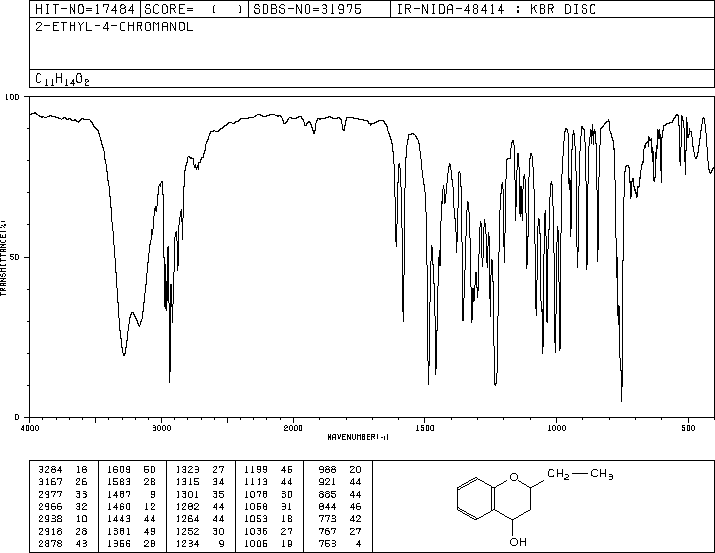 HIT-NO=17484 SCORE= ( ) SDBS-NO=31975 IR-NIDA-48414 : KBR DISC
2-ETHYL-4-CHROMANOL
C11H14O2
100
50
0
TRANSMITTANCE(%)
4000 3000 2000 1500 1000 500
WAVENUMBER(-1)
3284 18 1609 50 1323 27 1199 46 988 20
3167 26 1583 28 1315 34 1113 44 921 44
2977 33 1487 9 1301 35 1078 30 885 44
2966 32 1460 12 1282 44 1068 31 844 46
2938 10 1443 44 1264 44 1053 18 773 42
2918 28 1381 49 1252 30 1036 27 767 27
2878 43 1356 28 1234 9 1006 19 753 4
O
CH2—CH3
OH